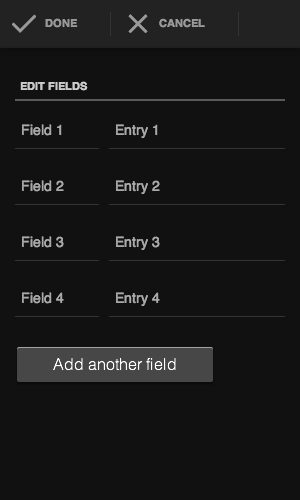 DONE CANCEL
EDIT FIELDS
Field 1 Entry 1
Field 2 Entry 2
Field 3 Entry 3
Field 4 Entry 4
Add another field